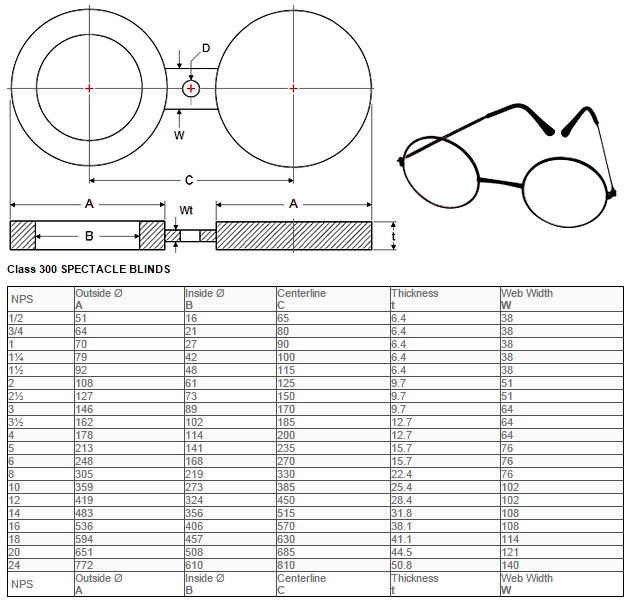 D
W
C
A
A
Wt
B
t
Class 300 SPECTACLE BLINDS
NPS Outside Ø A Inside Ø B Centerline C Thickness t Web Width W
1/2 51 16 65 6.4 38
3/4 64 21 80 6.4 38
1 70 27 90 6.4 38
1¼ 79 42 100 6.4 38
1½ 92 48 115 6.4 38
2 108 61 125 9.7 51
2½ 127 73 150 9.7 51
3 146 89 170 9.7 64
3½ 162 102 185 12.7 64
4 178 114 200 12.7 64
5 213 141 235 15.7 76
6 248 168 270 15.7 76
8 305 219 330 22.4 76
10 359 273 385 25.4 102
12 419 324 450 28.4 102
14 483 356 515 31.8 108
16 536 406 570 38.1 108
18 594 457 630 41.1 114
20 651 508 685 44.5 121
24 772 610 810 50.8 140
NPS Outside Ø A Inside Ø B Centerline C Thickness t Web Width W